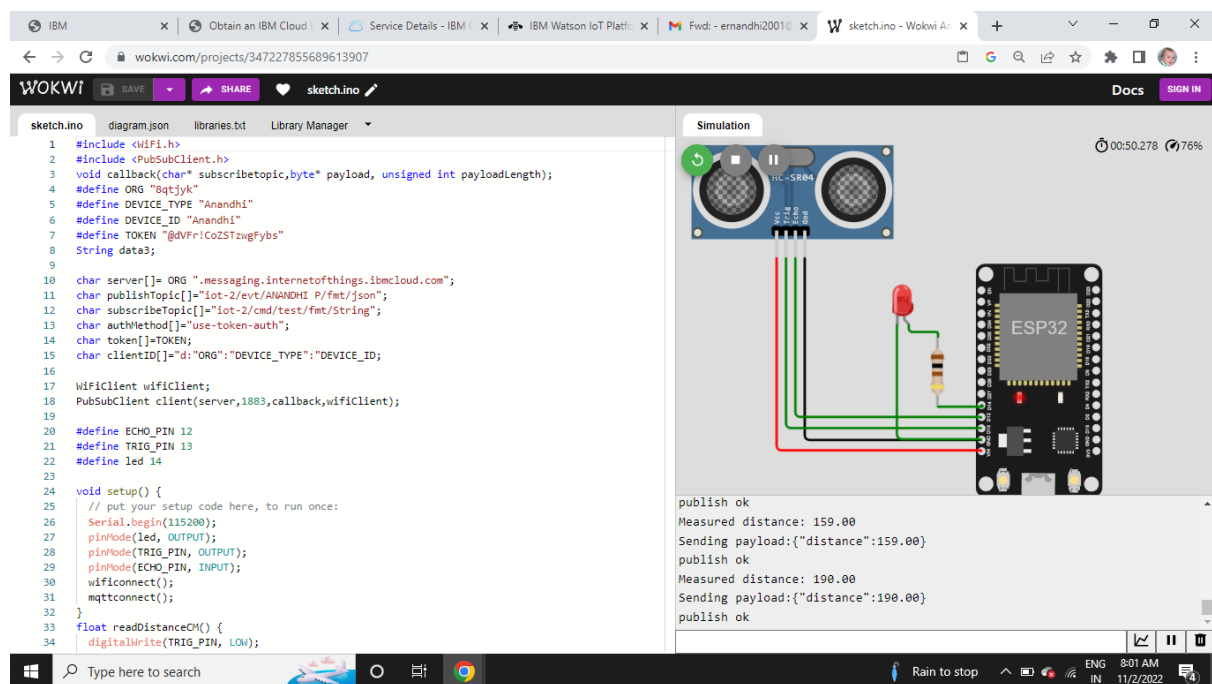 IBM
Obtain an IBM Cloud F
Service Details - IBM C
IBM Watson IoT Platfo
Fwd: - ernandhi2001@
sketch.ino - Wokwi Ar
wokwi.com/projects/347227855689613907
WOKWI
SAVE
SHARE
sketch.ino
Docs
SIGN IN
sketch.ino diagram.json libraries.txt Library Manager
1 #include <WiFi.h>
2 #include <PubSubClient.h>
3 void callback(char* subscribetopic,byte* payload, unsigned int payloadLength);
4 #define ORG "8qtjyk"
5 #define DEVICE_TYPE "Anandhi"
6 #define DEVICE_ID "Anandhi"
7 #define TOKEN "@dVFr!CoZSTzwgFybs"
8 String data3;
9
10 char server[]= ORG ".messaging.internetofthings.ibmcloud.com";
11 char publishTopic[]="iot-2/evt/ANANDHI P/fmt/json";
12 char subscribeTopic[]="iot-2/cmd/test/fmt/String";
13 char authMethod[]="use-token-auth";
14 char token[]=TOKEN;
15 char clientID[]="d:"ORG":"DEVICE_TYPE":"DEVICE_ID;
16
17 WiFiClient wifiClient;
18 PubSubClient client(server,1883,callback,wifiClient);
19
20 #define ECHO_PIN 12
21 #define TRIG_PIN 13
22 #define led 14
23
24 void setup() {
25 // put your setup code here, to run once:
26 Serial.begin(115200);
27 pinMode(led, OUTPUT);
28 pinMode(TRIG_PIN, OUTPUT);
29 pinMode(ECHO_PIN, INPUT);
30 wificonnect();
31 mqttconnect();
32 }
33 float readDistanceCM() {
34 digitalWrite(TRIG_PIN, LOW);
Simulation
00:50.278 76%
HC-SR04
Vcc
Trig
Echo
Gnd
ESP32
publish ok
Measured distance: 159.00
Sending payload:{"distance":159.00}
publish ok
Measured distance: 190.00
Sending payload:{"distance":190.00}
publish ok
Type here to search
Rain to stop
ENG
IN
8:01 AM
11/2/2022
4